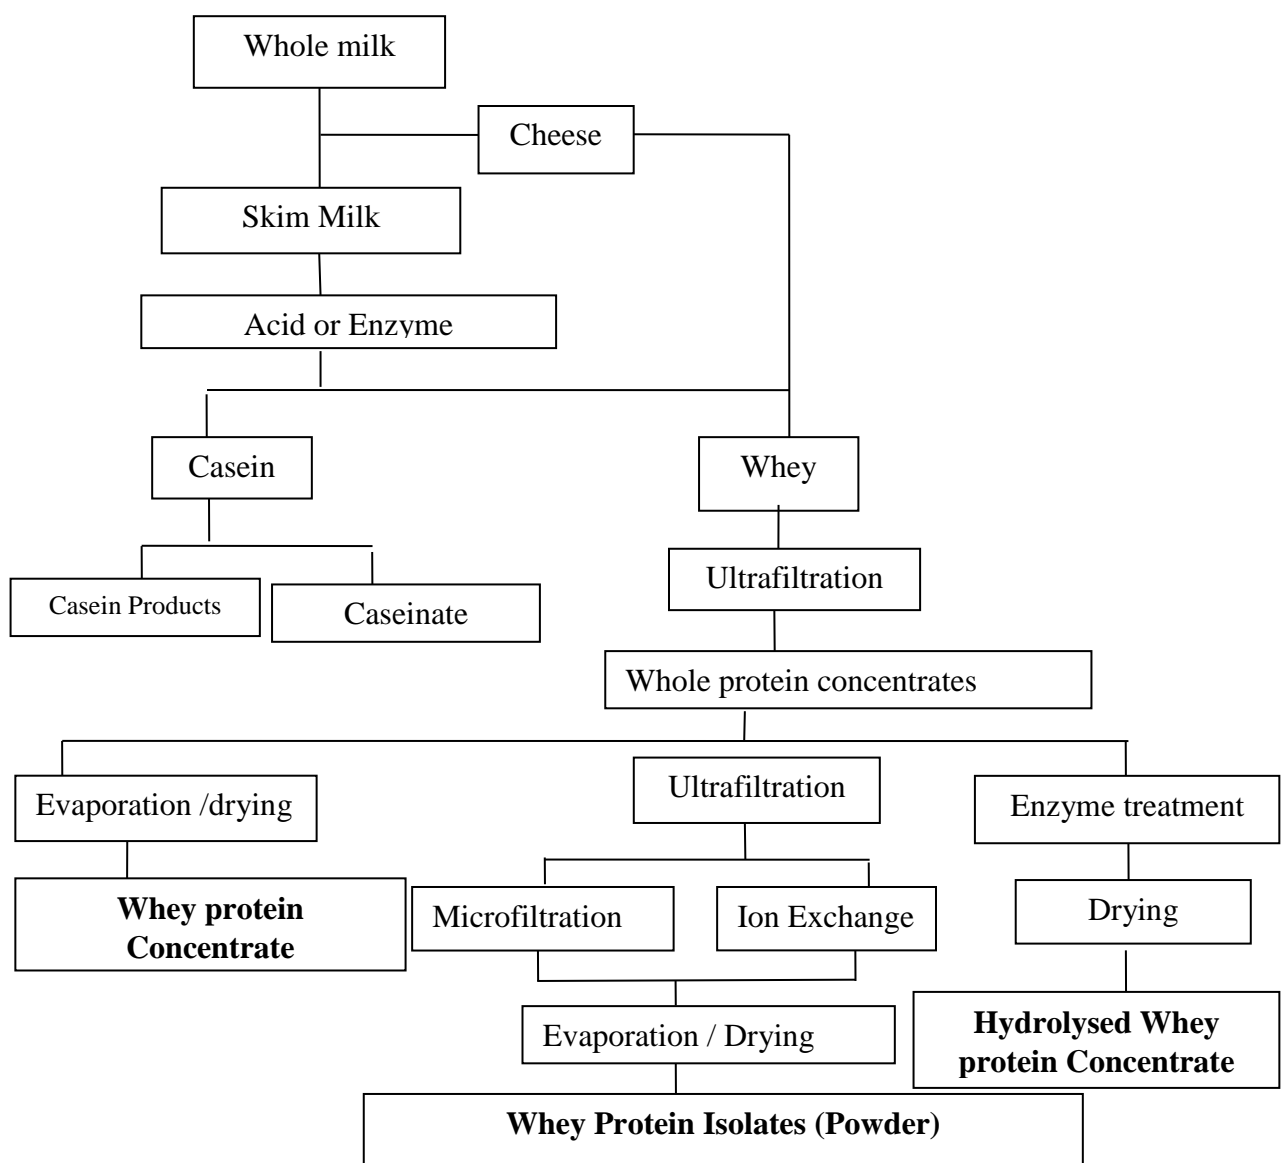 Whole milk
Cheese
Skim Milk
Acid or Enzyme
Casein
Whey
Ultrafiltration
Casein Products
Caseinate
Whole protein concentrates
Evaporation /drying
Ultrafiltration
Enzyme treatment
Whey protein
Concentrate
Microfiltration
Ion Exchange
Drying
Evaporation / Drying
Hydrolysed Whey
protein Concentrate
Whey Protein Isolates (Powder)